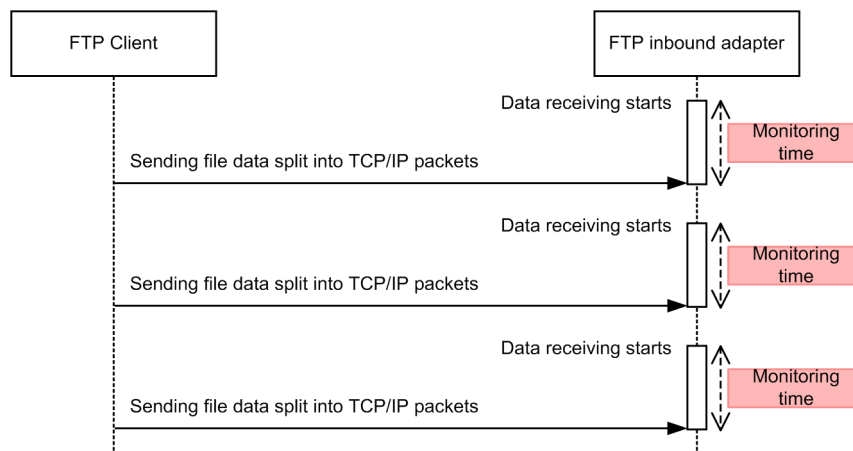 FTP Client
FTP inbound adapter
Data receiving starts
Monitoring
time
Sending file data split into TCP/IP packets
Data receiving starts
Monitoring
time
Sending file data split into TCP/IP packets
Data receiving starts
Monitoring
time
Sending file data split into TCP/IP packets